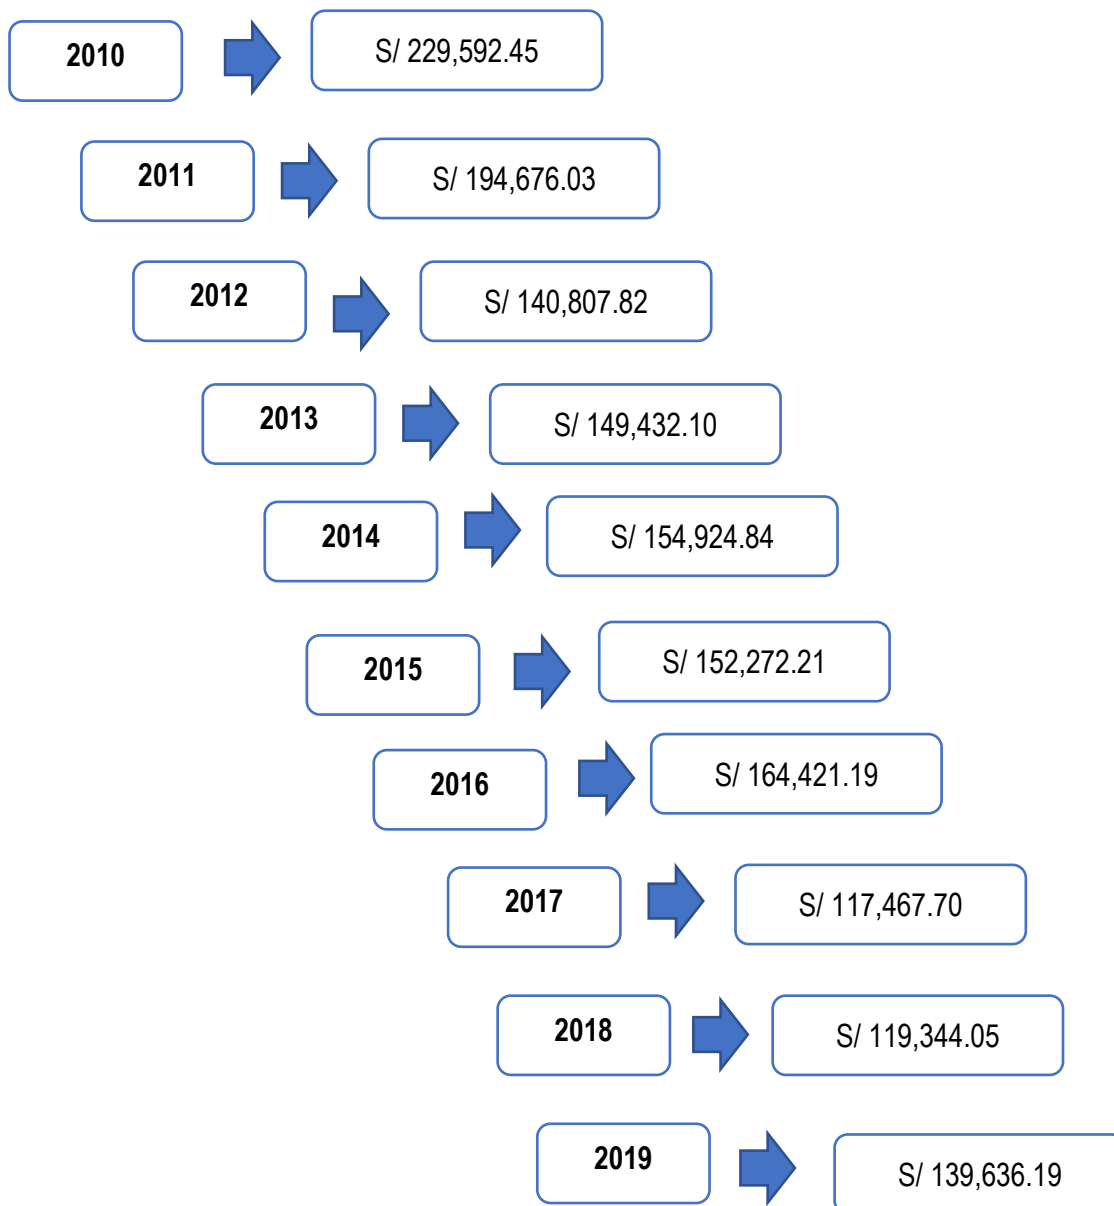 2010
S/ 229,592.45
2011
S/ 194,676.03
2012
S/ 140,807.82
2013
S/ 149,432.10
2014
S/ 154,924.84
2015
S/ 152,272.21
2016
S/ 164,421.19
2017
S/ 117,467.70
2018
S/ 119,344.05
2019
S/ 139,636.19